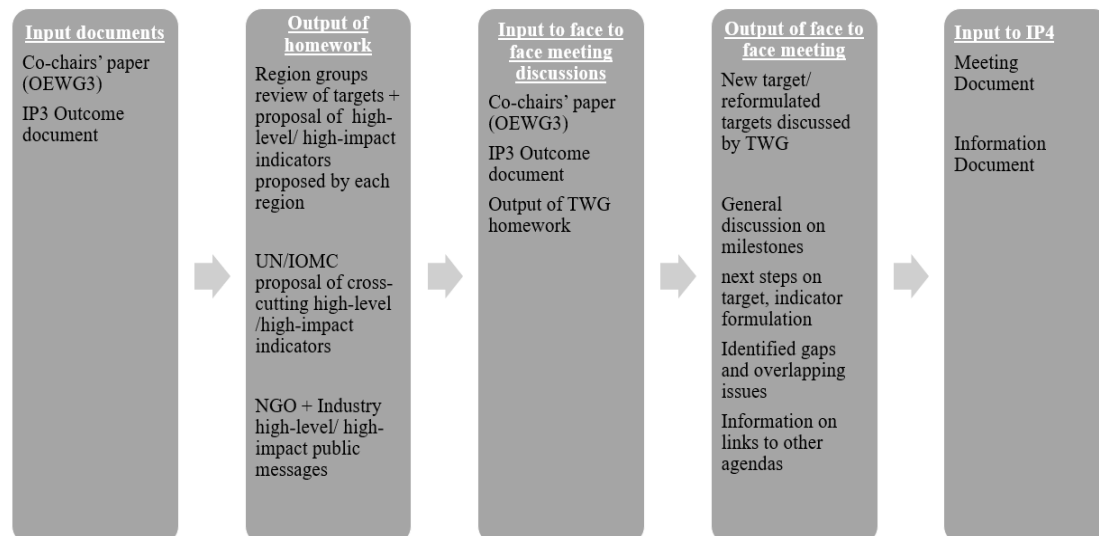 Input documents
Co-chairs’ paper
(OEWG3)
IP3 Outcome
document
Output of
homework
Region groups
review of targets +
proposal of high-
level/ high-impact
indicators
proposed by each
region
UN/IOMC
proposal of cross-
cutting high-level
/high-impact
indicators
NGO + Industry
high-level/ high-
impact public
messages
Input to face to
face meeting
discussions
Co-chairs’ paper
(OEWG3)
IP3 Outcome
document
Output of TWG
homework
Output of face to
face meeting
New target/
reformulated
targets discussed
by TWG
General
discussion on
milestones
next steps on
target, indicator
formulation
Identified gaps
and overlapping
issues
Information on
links to other
agendas
Input to IP4
Meeting
Document
Information
Document